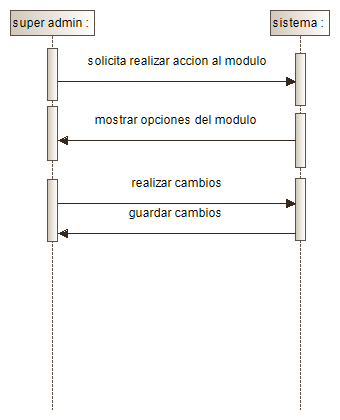 super admin :
sistema :
solicita realizar accion al modulo
mostrar opciones del modulo
realizar cambios
guardar cambios